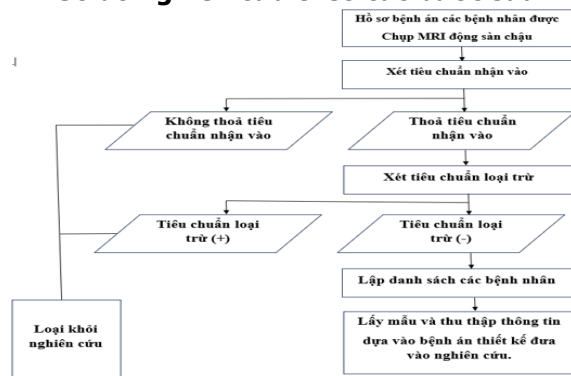 Hồ sơ bệnh án các bệnh nhân được
Chụp MRI động sàn chậu
Xét tiêu chuẩn nhận vào
Không thoả tiêu
chuẩn nhận vào
Thoả tiêu chuẩn
nhận vào
Xét tiêu chuẩn loại trừ
Tiêu chuẩn loại
trừ (+)
Tiêu chuẩn loại
trừ (-)
Lập danh sách các bệnh nhân
Loại khỏi
nghiên cứu
Lấy mẫu và thu thập thông tin
dựa vào bệnh án thiết kế đưa
vào nghiên cứu.